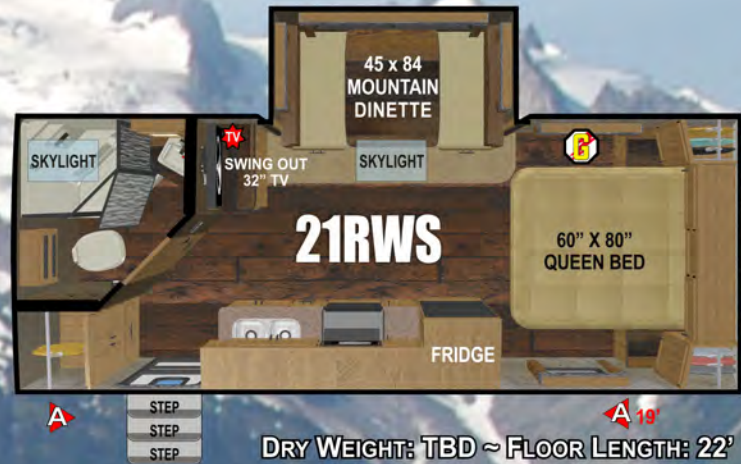 45 x 84
MOUNTAIN
DINETTE
SKYLIGHT
TV
SWING OUT
32" TV
SKYLIGHT
G
21RWS
60" X 80"
QUEEN BED
FRIDGE
A
STEP
STEP
STEP
A 19'
DRY WEIGHT: TBD ~ FLOOR LENGTH: 22'